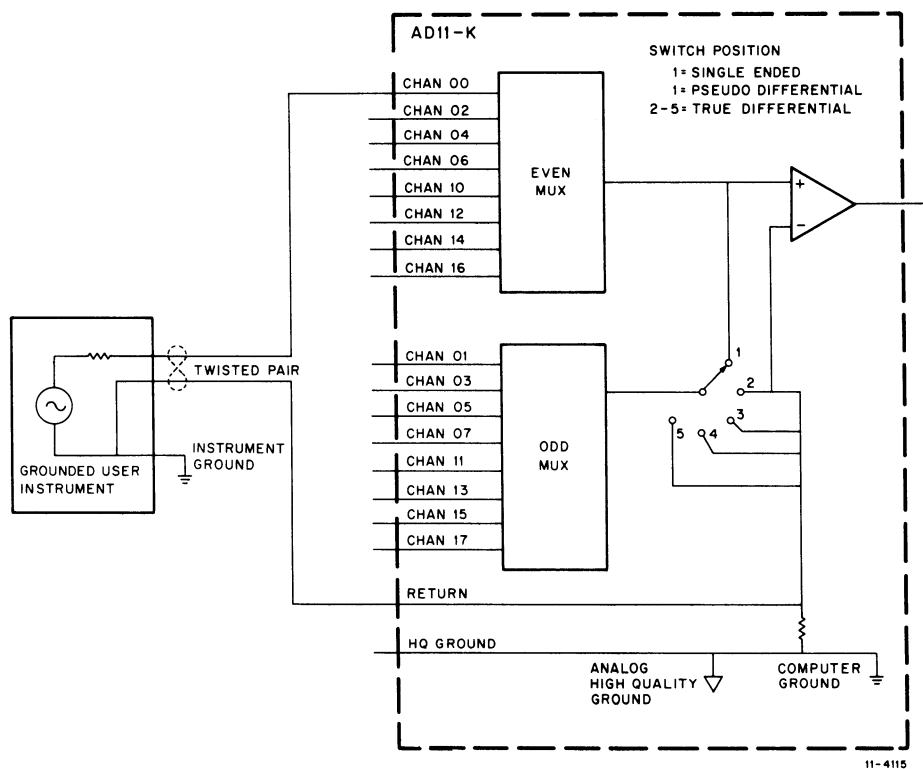 AD11-K
SWITCH POSITION
1= SINGLE ENDED
1= PSEUDO DIFFERENTIAL
2-5= TRUE DIFFERENTIAL
CHAN 00
CHAN 02
CHAN 04
CHAN 06
CHAN 10
CHAN 12
CHAN 14
CHAN 16
EVEN
MUX
+
-
TWISTED PAIR
GROUNDED USER
INSTRUMENT
INSTRUMENT
GROUND
CHAN 01
CHAN 03
CHAN 05
CHAN 07
CHAN 11
CHAN 13
CHAN 15
CHAN 17
ODD
MUX
1
2
3
4
5
RETURN
HQ GROUND
ANALOG
HIGH QUALITY
GROUND
COMPUTER
GROUND
11-4115